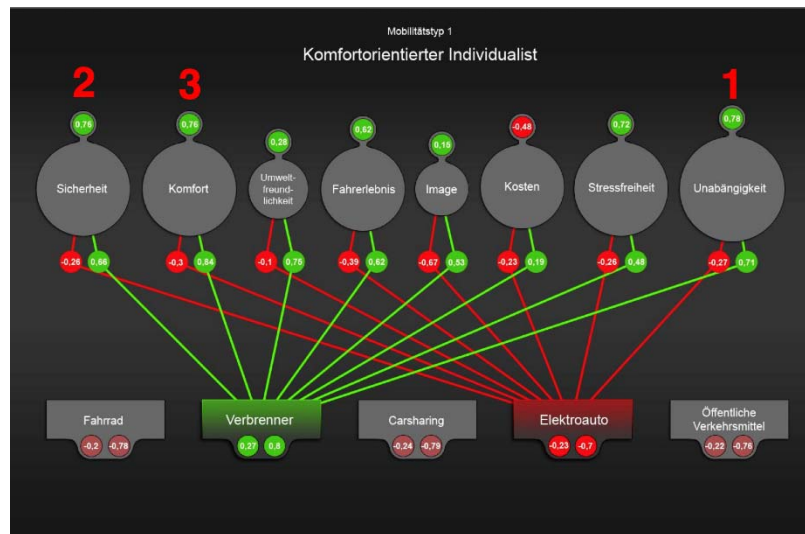 Mobilitätstyp 1
Komfortorientierter Individualist
2 3 1
0,75 0,76 0,28 0,62 0,15 -0,48 0,72 0,78
Sicherheit
Komfort
Umwelt-
freund-
lichkeit
Fahrerlebnis
Image
Kosten
Stressfreiheit
Unabängigkeit
-0,26 0,66 -0,3 0,84 -0,1 0,75 -0,39 0,62 -0,67 0,53 -0,23 0,19 -0,26 0,48 -0,27 0,71
Fahrrad
-0,2 -0,78
Verbrenner
0,27 0,8
Carsharing
-0,24 -0,79
Elektroauto
-0,23 -0,7
Öffentliche
Verkehrsmittel
-0,22 -0,76